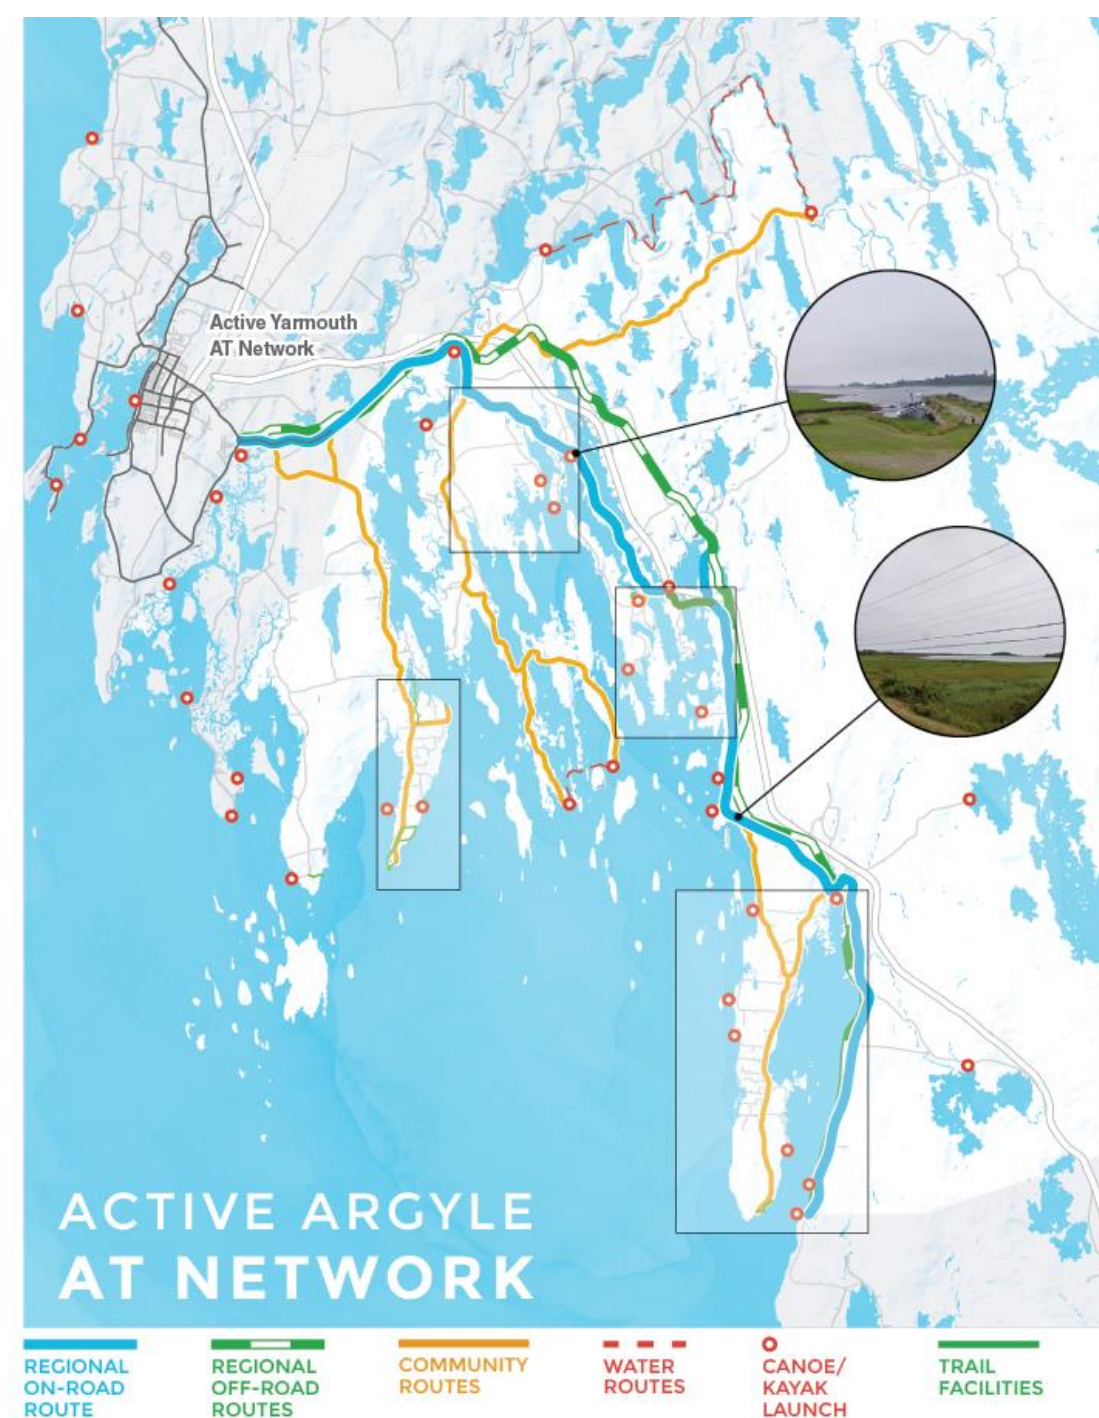 Active Yarmouth
AT Network
ACTIVE ARGYLE
AT NETWORK
REGIONAL
ON-ROAD
ROUTE
REGIONAL
OFF-ROAD
ROUTES
COMMUNITY
ROUTES
WATER
ROUTES
CANOE/
KAYAK
LAUNCH
TRAIL
FACILITIES